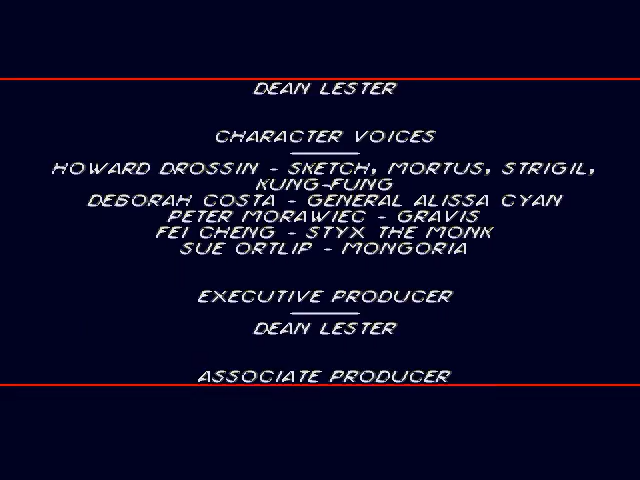 DEAN LESTER
CHARACTER VOICES
HOWARD DROSSIN - SKETCH, MORTUS, STRIGIL,
KUNG-FUNG
DEBORAH COSTA - GENERAL ALISSA CYAN
PETER MORAWIEC - GRAVIS
FEI CHENG - STYX THE MONK
SUE ORTLIP - MONGORIA
EXECUTIVE PRODUCER
DEAN LESTER
ASSOCIATE PRODUCER